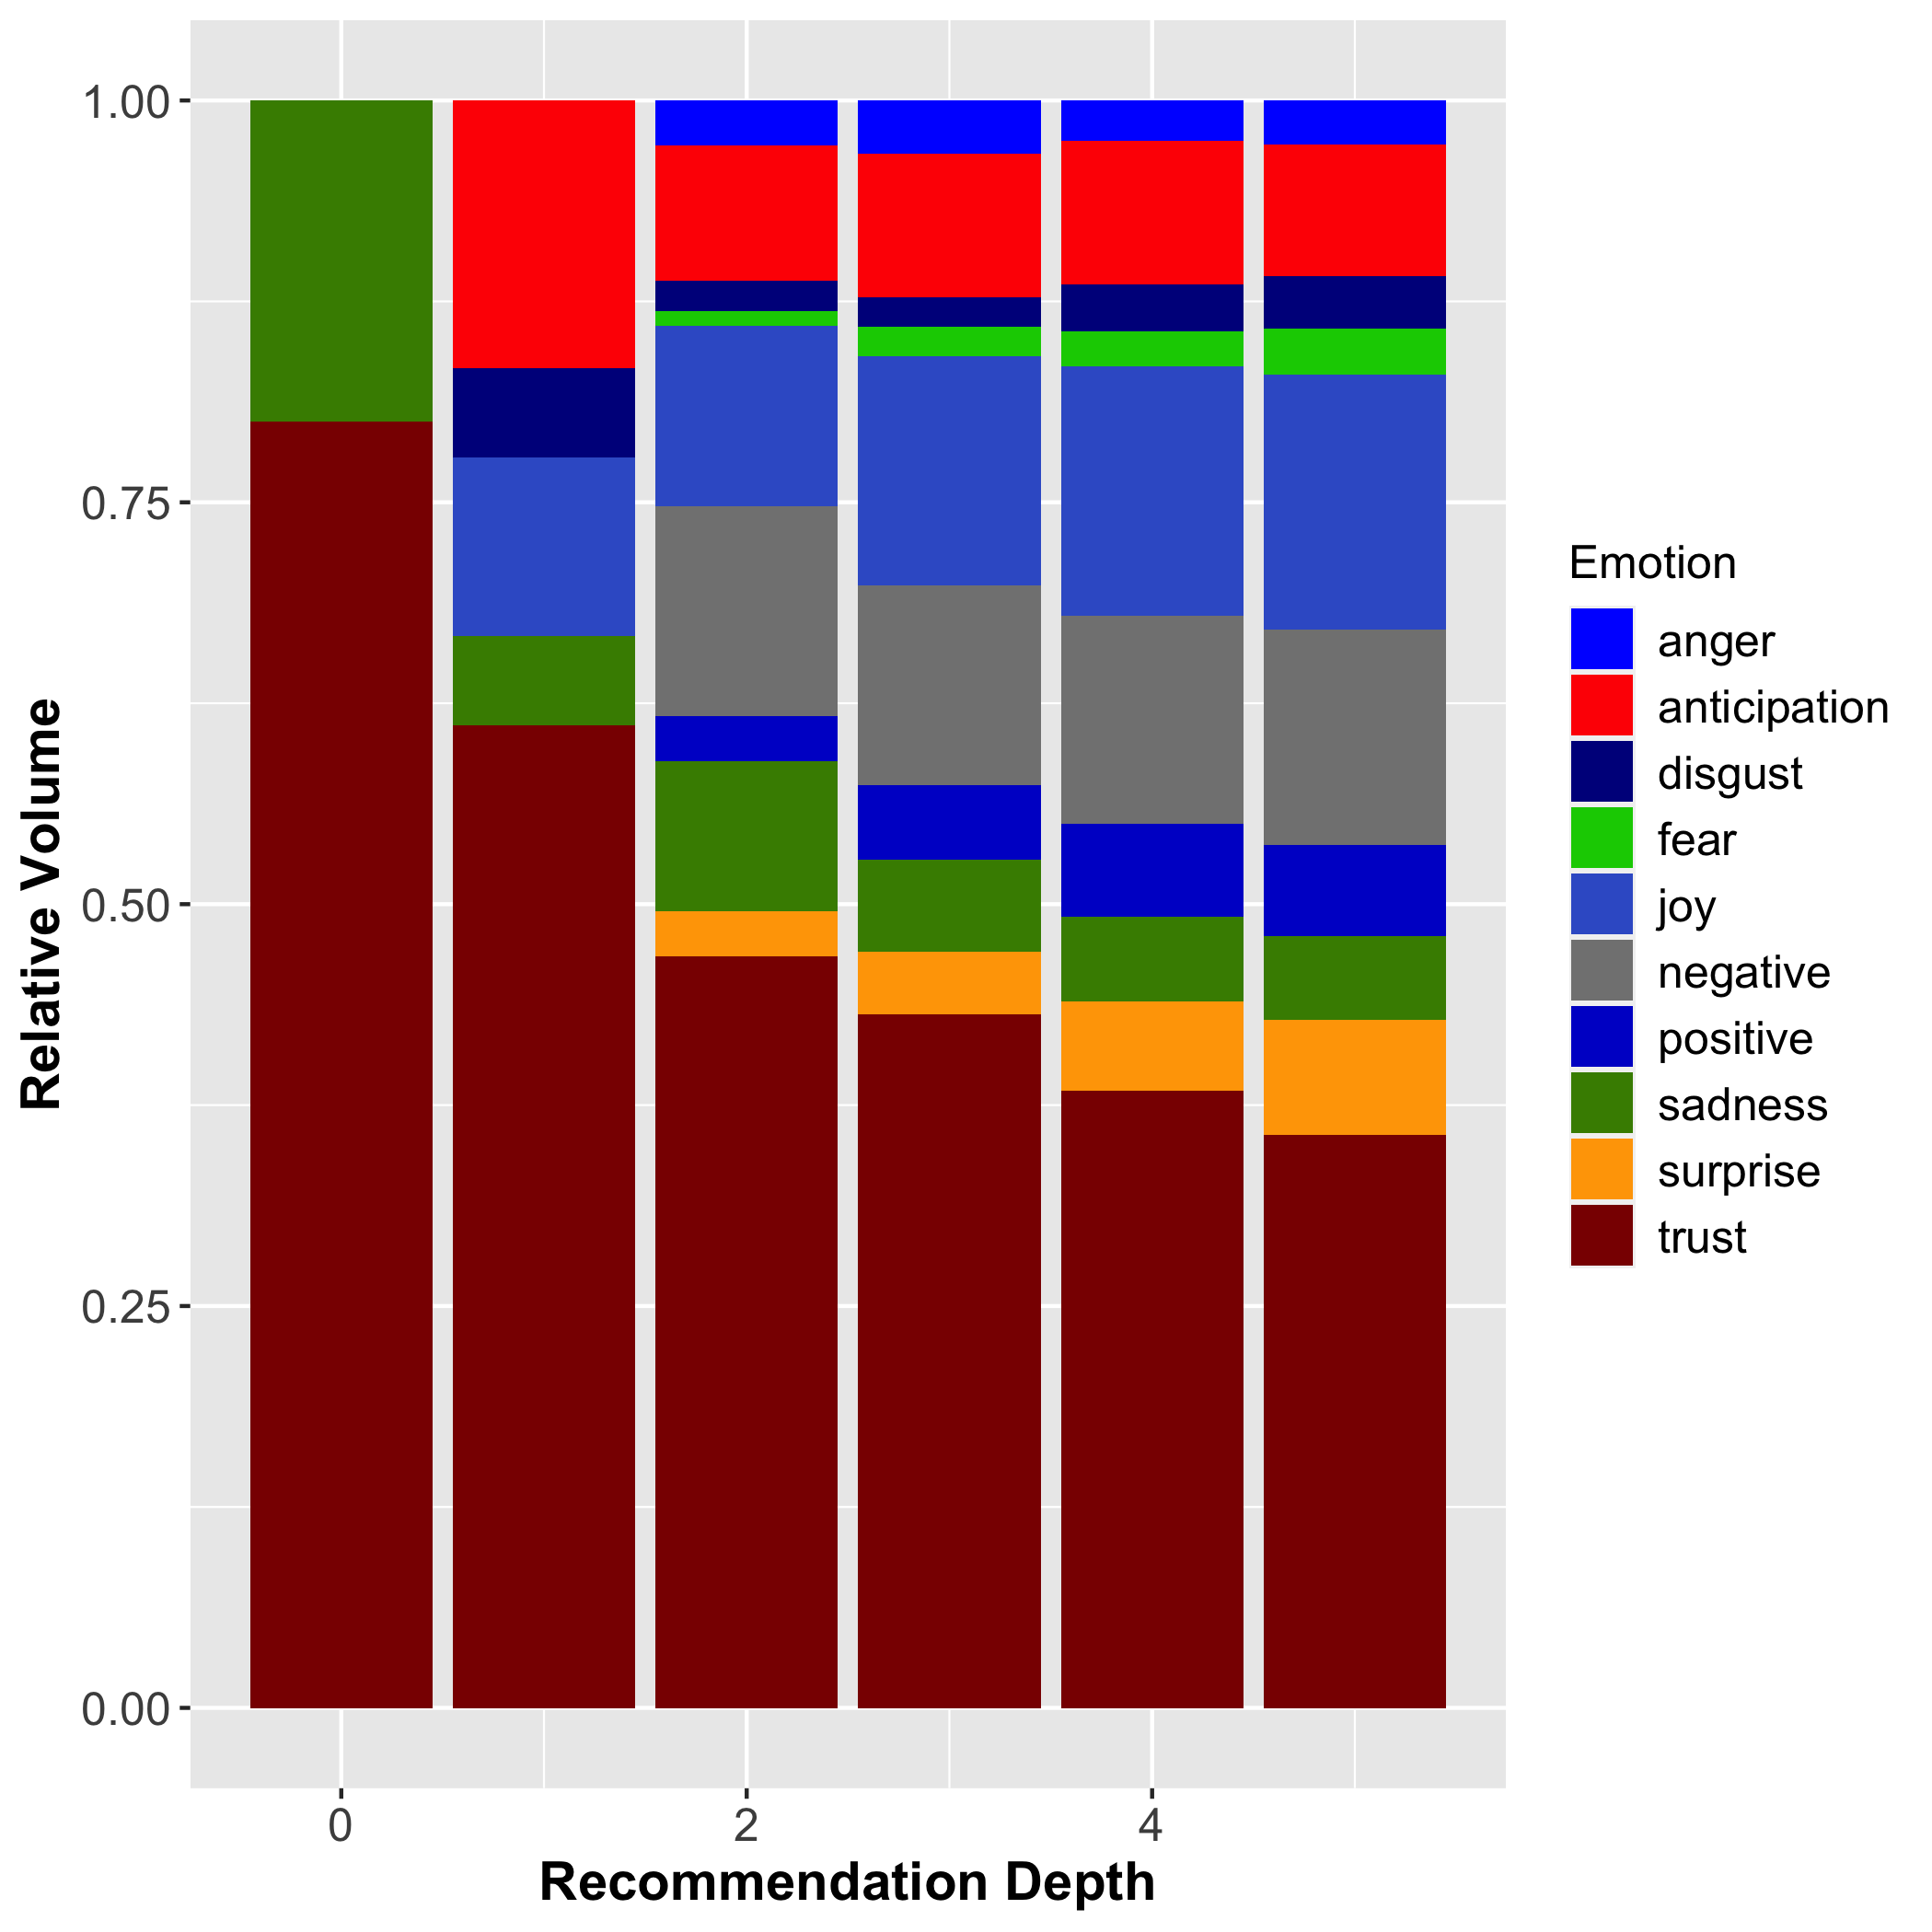 1.00
0.75
0.50
0.25
0.00
Relative Volume
0
2
4
Recommendation Depth
Emotion
anger
anticipation
disgust
fear
joy
negative
positive
sadness
surprise
trust